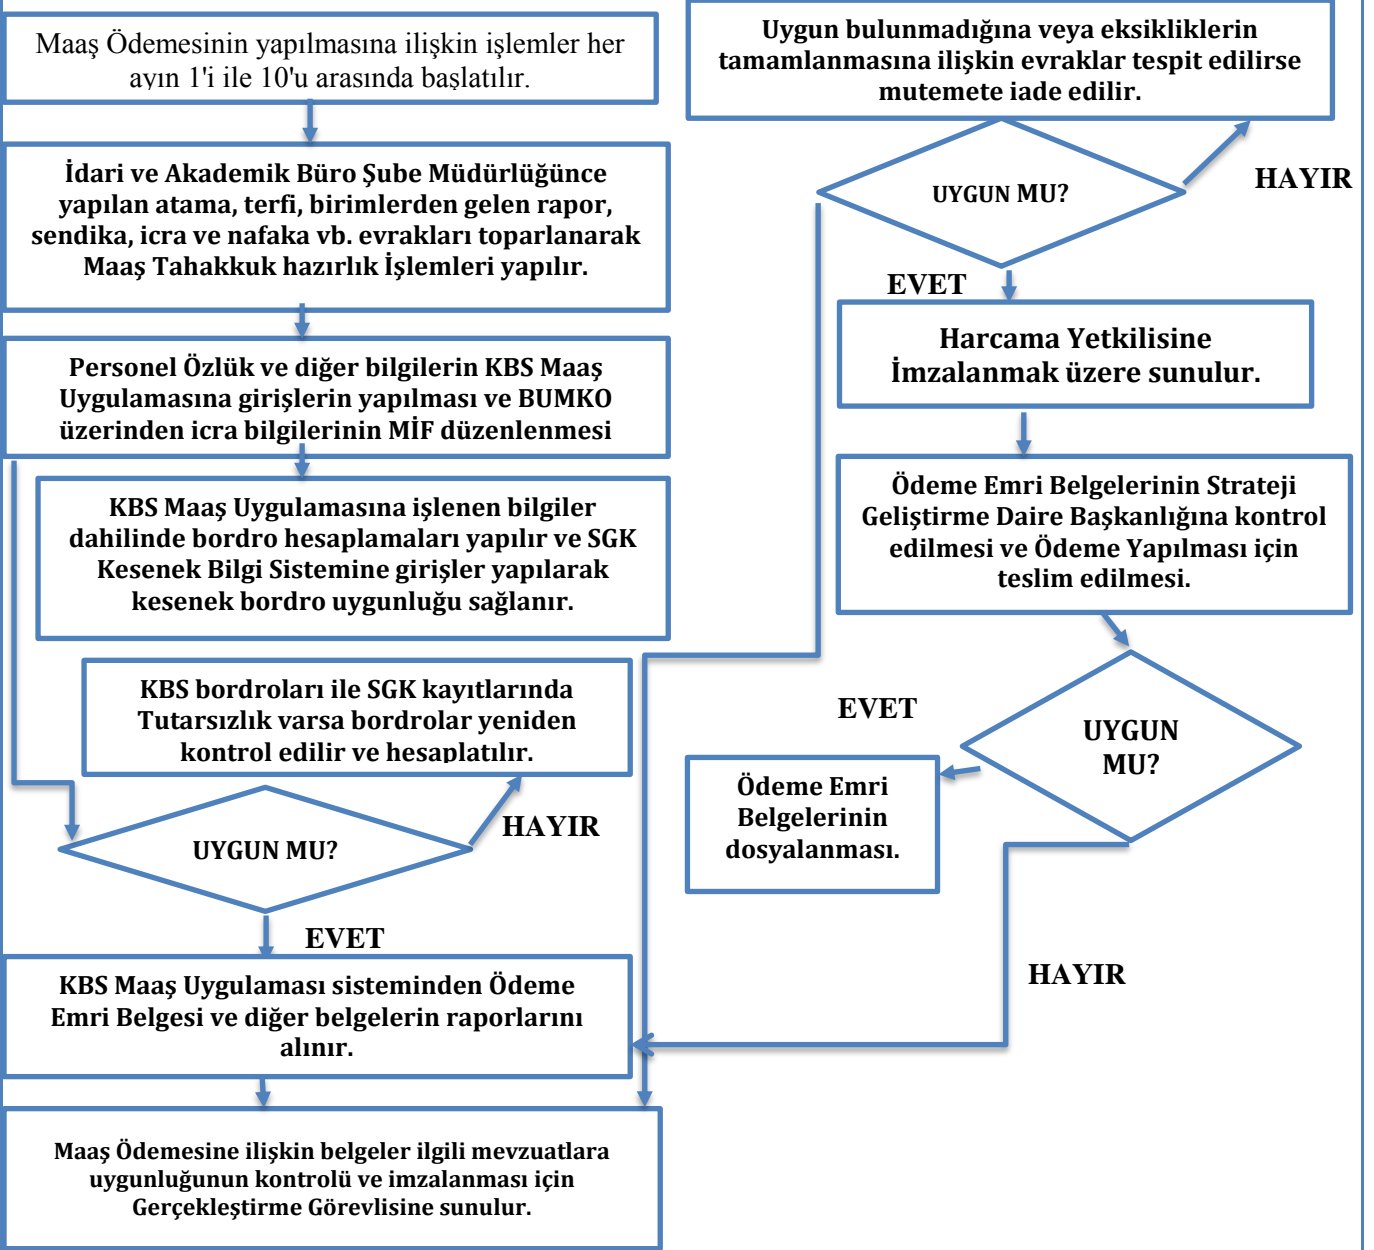 Maaş Ödemesinin yapılmasına ilişkin işlemler her
ayın 1'i ile 10'u arasında başlatılır.
İdari ve Akademik Büro Şube Müdürlüğünce
yapılan atama, terfi, birimlerden gelen rapor,
sendika, icra ve nafaka vb. evrakları toparlanarak
Maaş Tahakkuk hazırlık İşlemleri yapılır.
Personel Özlük ve diğer bilgilerin KBS Maaş
Uygulamasına girişlerin yapılması ve BUMKO
üzerinden icra bilgilerinin MİF düzenlenmesi
KBS Maaş Uygulamasına işlenen bilgiler
dahilinde bordro hesaplamaları yapılır ve SGK
Kesenek Bilgi Sistemine girişler yapılarak
kesenek bordro uygunluğu sağlanır.
KBS bordroları ile SGK kayıtlarında
Tutarsızlık varsa bordrolar yeniden
kontrol edilir ve hesaplatılır.
HAYIR
UYGUN MU?
EVET
KBS Maaş Uygulaması sisteminden Ödeme
Emri Belgesi ve diğer belgelerin raporlarını
alınır.
Maaş Ödemesine ilişkin belgeler ilgili mevzuatlara
uygunluğunun kontrolü ve imzalanması için
Gerçekleştirme Görevlisine sunulur.
Uygun bulunmadığına veya eksikliklerin
tamamlanmasına ilişkin evraklar tespit edilirse
mutemete iade edilir.
HAYIR
UYGUN MU?
EVET
Harcama Yetkilisine
İmzalanmak üzere sunulur.
Ödeme Emri Belgelerinin Strateji
Geliştirme Daire Başkanlığına kontrol
edilmesi ve Ödeme Yapılması için
teslim edilmesi.
EVET
UYGUN
MU?
Ödeme Emri
Belgelerinin
dosyalanması.
HAYIR